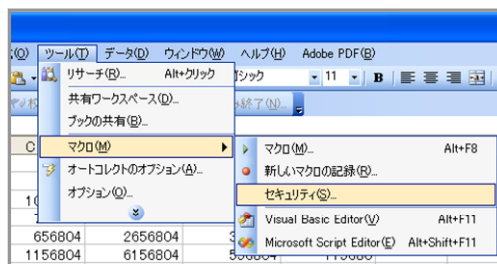 ツール(T) データ(D) ウィンドウ(W) ヘルプ(H) Adobe PDF(B)
リサーチ(R)... Alt+クリック
11 B
共有ワークスペース(D)...
終了(N)...
ブックの共有(B)...
マクロ(M)
マクロ(M)... Alt+F8
オートコレクトのオプション(A)...
新しいマクロの記録(R)...
オプション(O)...
セキュリティ(S)...
Visual Basic Editor(V) Alt+F11
Microsoft Script Editor(E) Alt+Shift+F11
656804 2656804
1156804 6156804